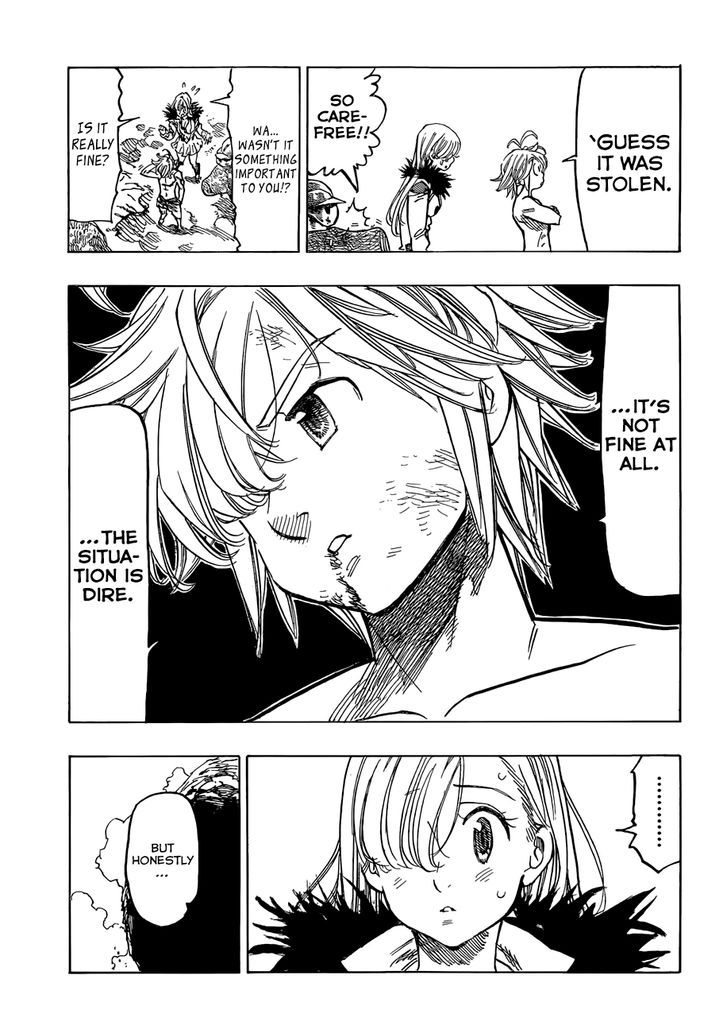 'GUESS
IT WAS
STOLEN.
SO
CARE-
FREE!!
WA...
WASN'T IT
SOMETHING
IMPORTANT
TO YOU!?
IS IT
REALLY
FINE?
...IT'S
NOT
FINE AT
ALL.
...THE
SITUA-
TION IS
DIRE.
.........
BUT
HONESTLY
...